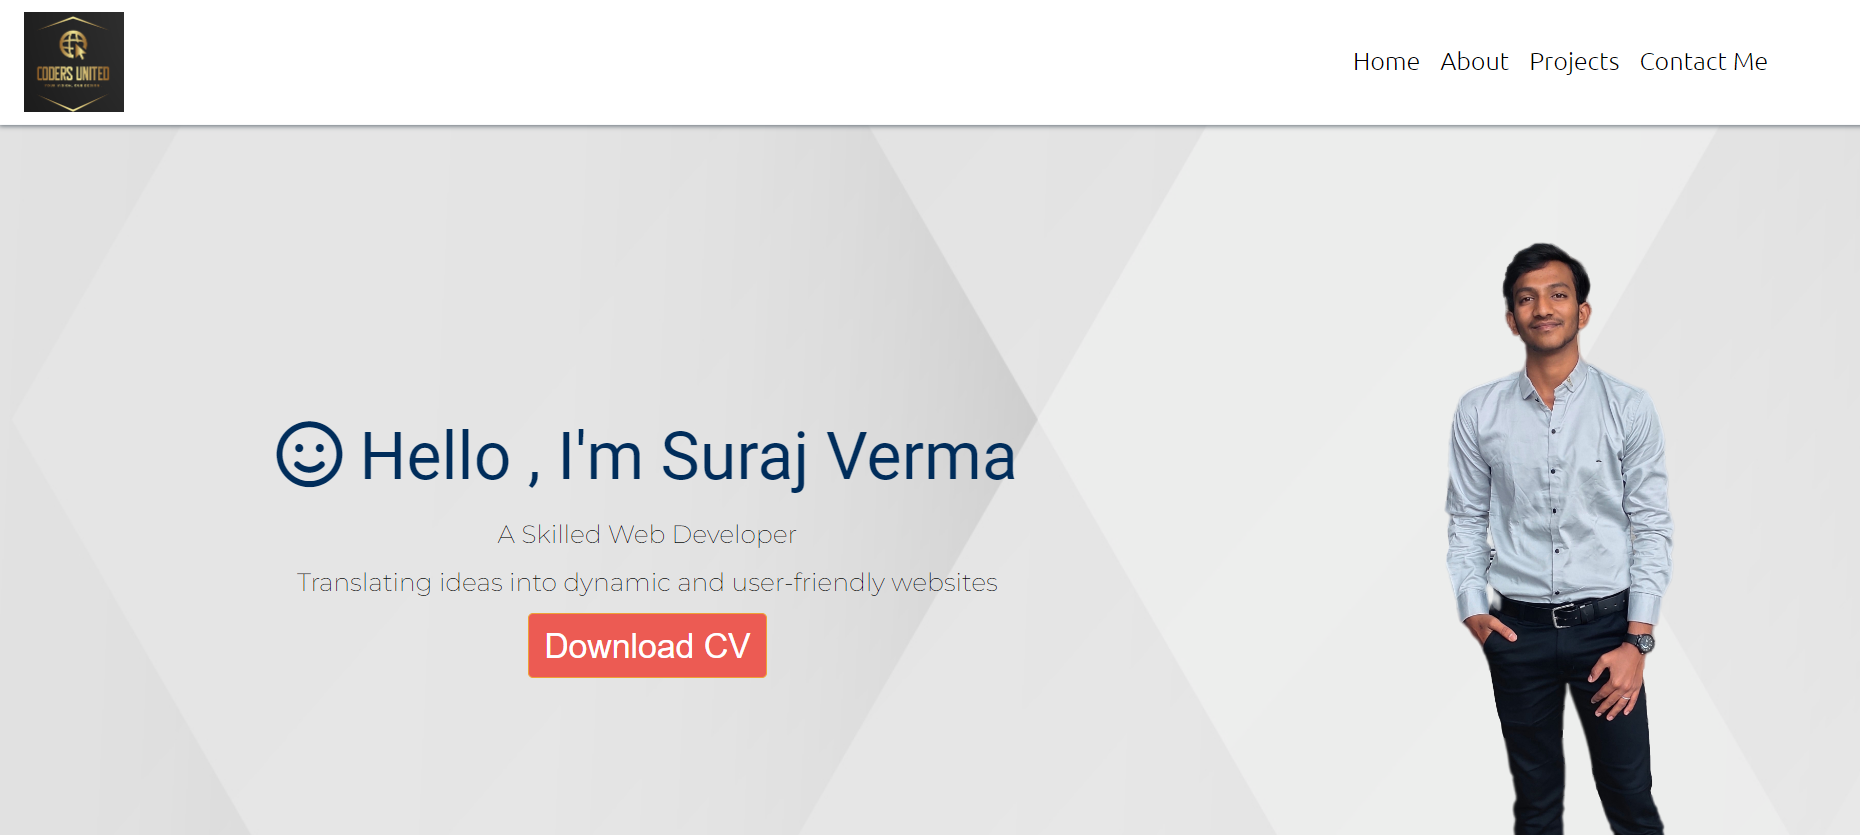 CODERS UNITED
Home About Projects Contact Me
Hello , I'm Suraj Verma
A Skilled Web Developer
Translating ideas into dynamic and user-friendly websites
Download CV